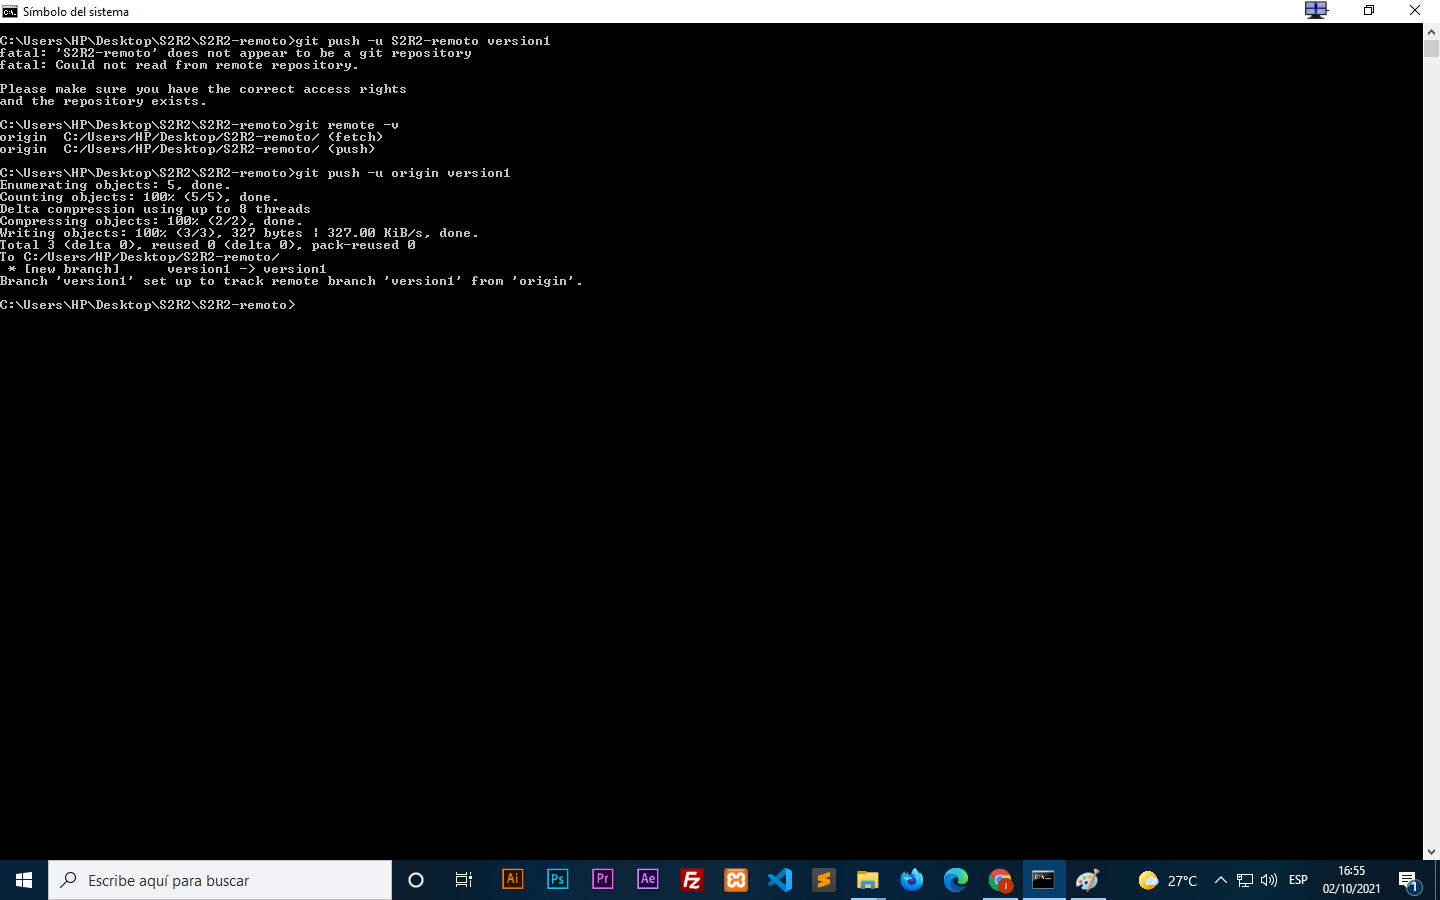 Símbolo del sistema
C:\Users\HP\Desktop\S2R2\S2R2-remoto>git push -u S2R2-remoto version1
fatal: 'S2R2-remoto' does not appear to be a git repository
fatal: Could not read from remote repository.
Please make sure you have the correct access rights
and the repository exists.
C:\Users\HP\Desktop\S2R2\S2R2-remoto>git remote -v
origin  C:/Users/HP/Desktop/S2R2-remoto/ (fetch)
origin  C:/Users/HP/Desktop/S2R2-remoto/ (push)
C:\Users\HP\Desktop\S2R2\S2R2-remoto>git push -u origin version1
Enumerating objects: 5, done.
Counting objects: 100% (5/5), done.
Delta compression using up to 8 threads
Compressing objects: 100% (2/2), done.
Writing objects: 100% (3/3), 327 bytes | 327.00 KiB/s, done.
Total 3 (delta 0), reused 0 (delta 0), pack-reused 0
To C:/Users/HP/Desktop/S2R2-remoto/
 * [new branch]      version1 -> version1
Branch 'version1' set up to track remote branch 'version1' from 'origin'.
C:\Users\HP\Desktop\S2R2\S2R2-remoto>
Escribe aquí para buscar
Ai Ps Pr Ae Fz
27°C
ESP
16:55
02/10/2021
1